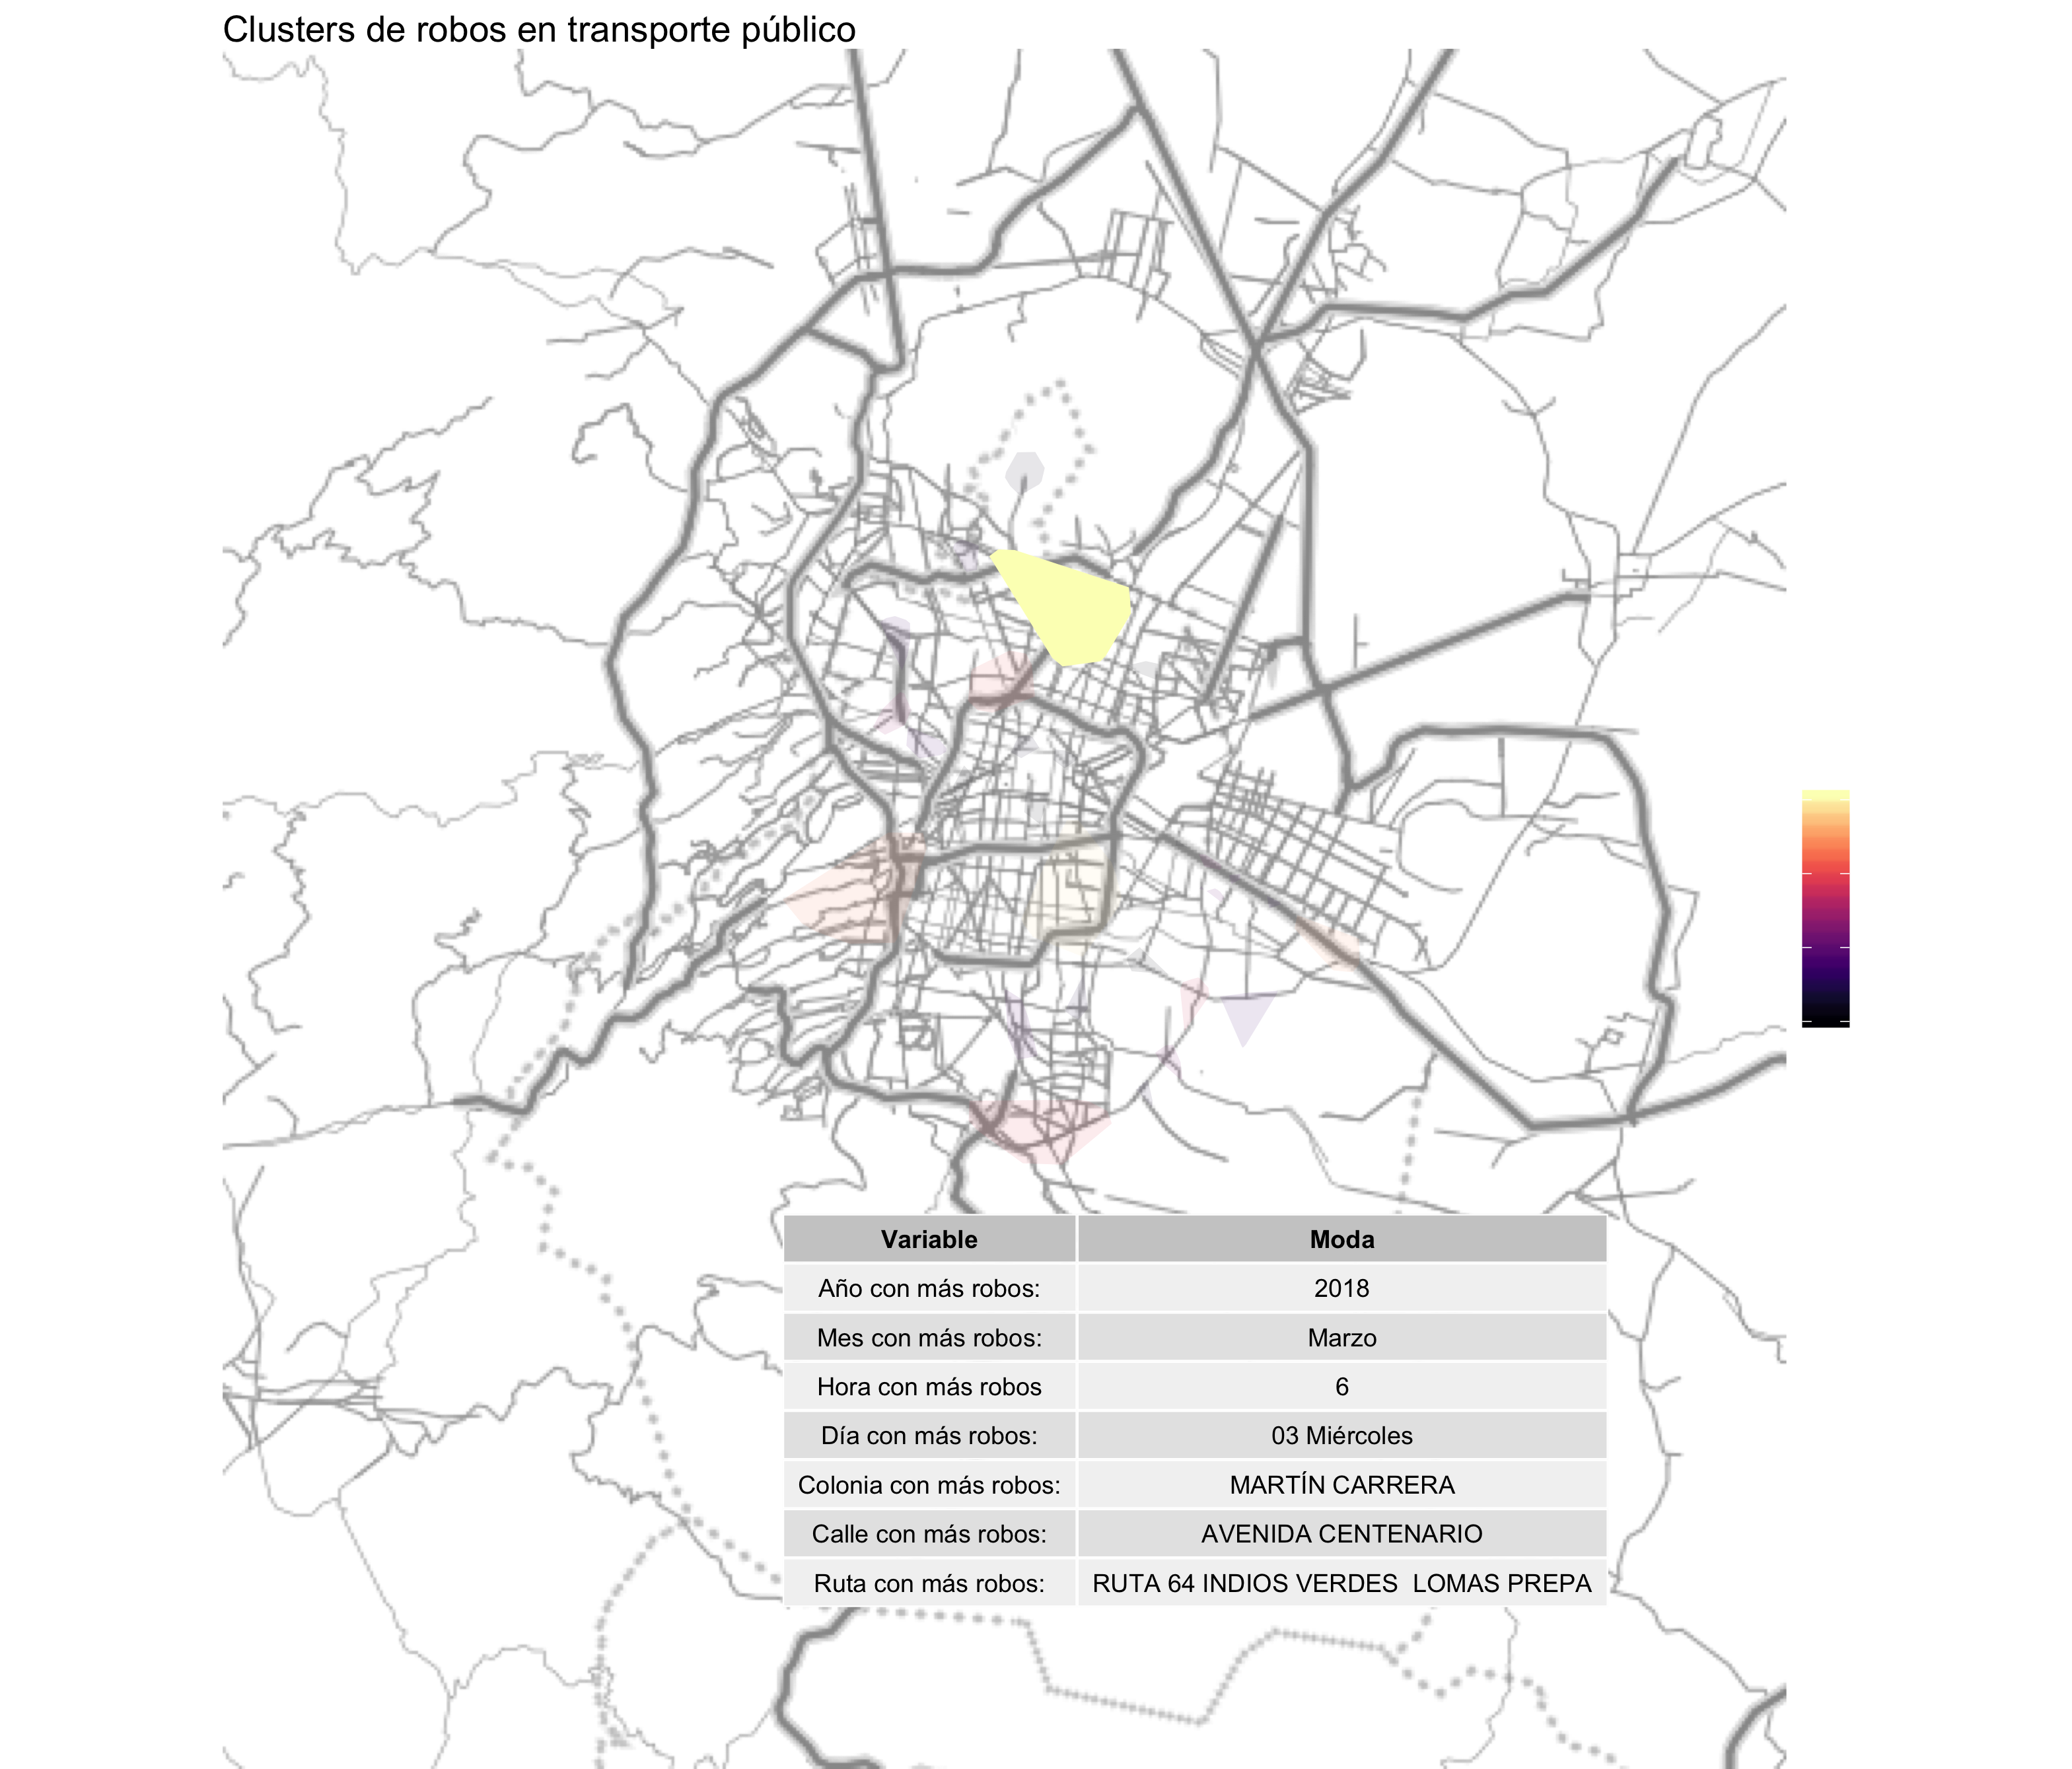 Clusters de robos en transporte público
Variable Moda
Año con más robos: 2018
Mes con más robos: Marzo
Hora con más robos 6
Día con más robos: 03 Miércoles
Colonia con más robos: MARTÍN CARRERA
Calle con más robos: AVENIDA CENTENARIO
Ruta con más robos: RUTA 64 INDIOS VERDES  LOMAS PREPA